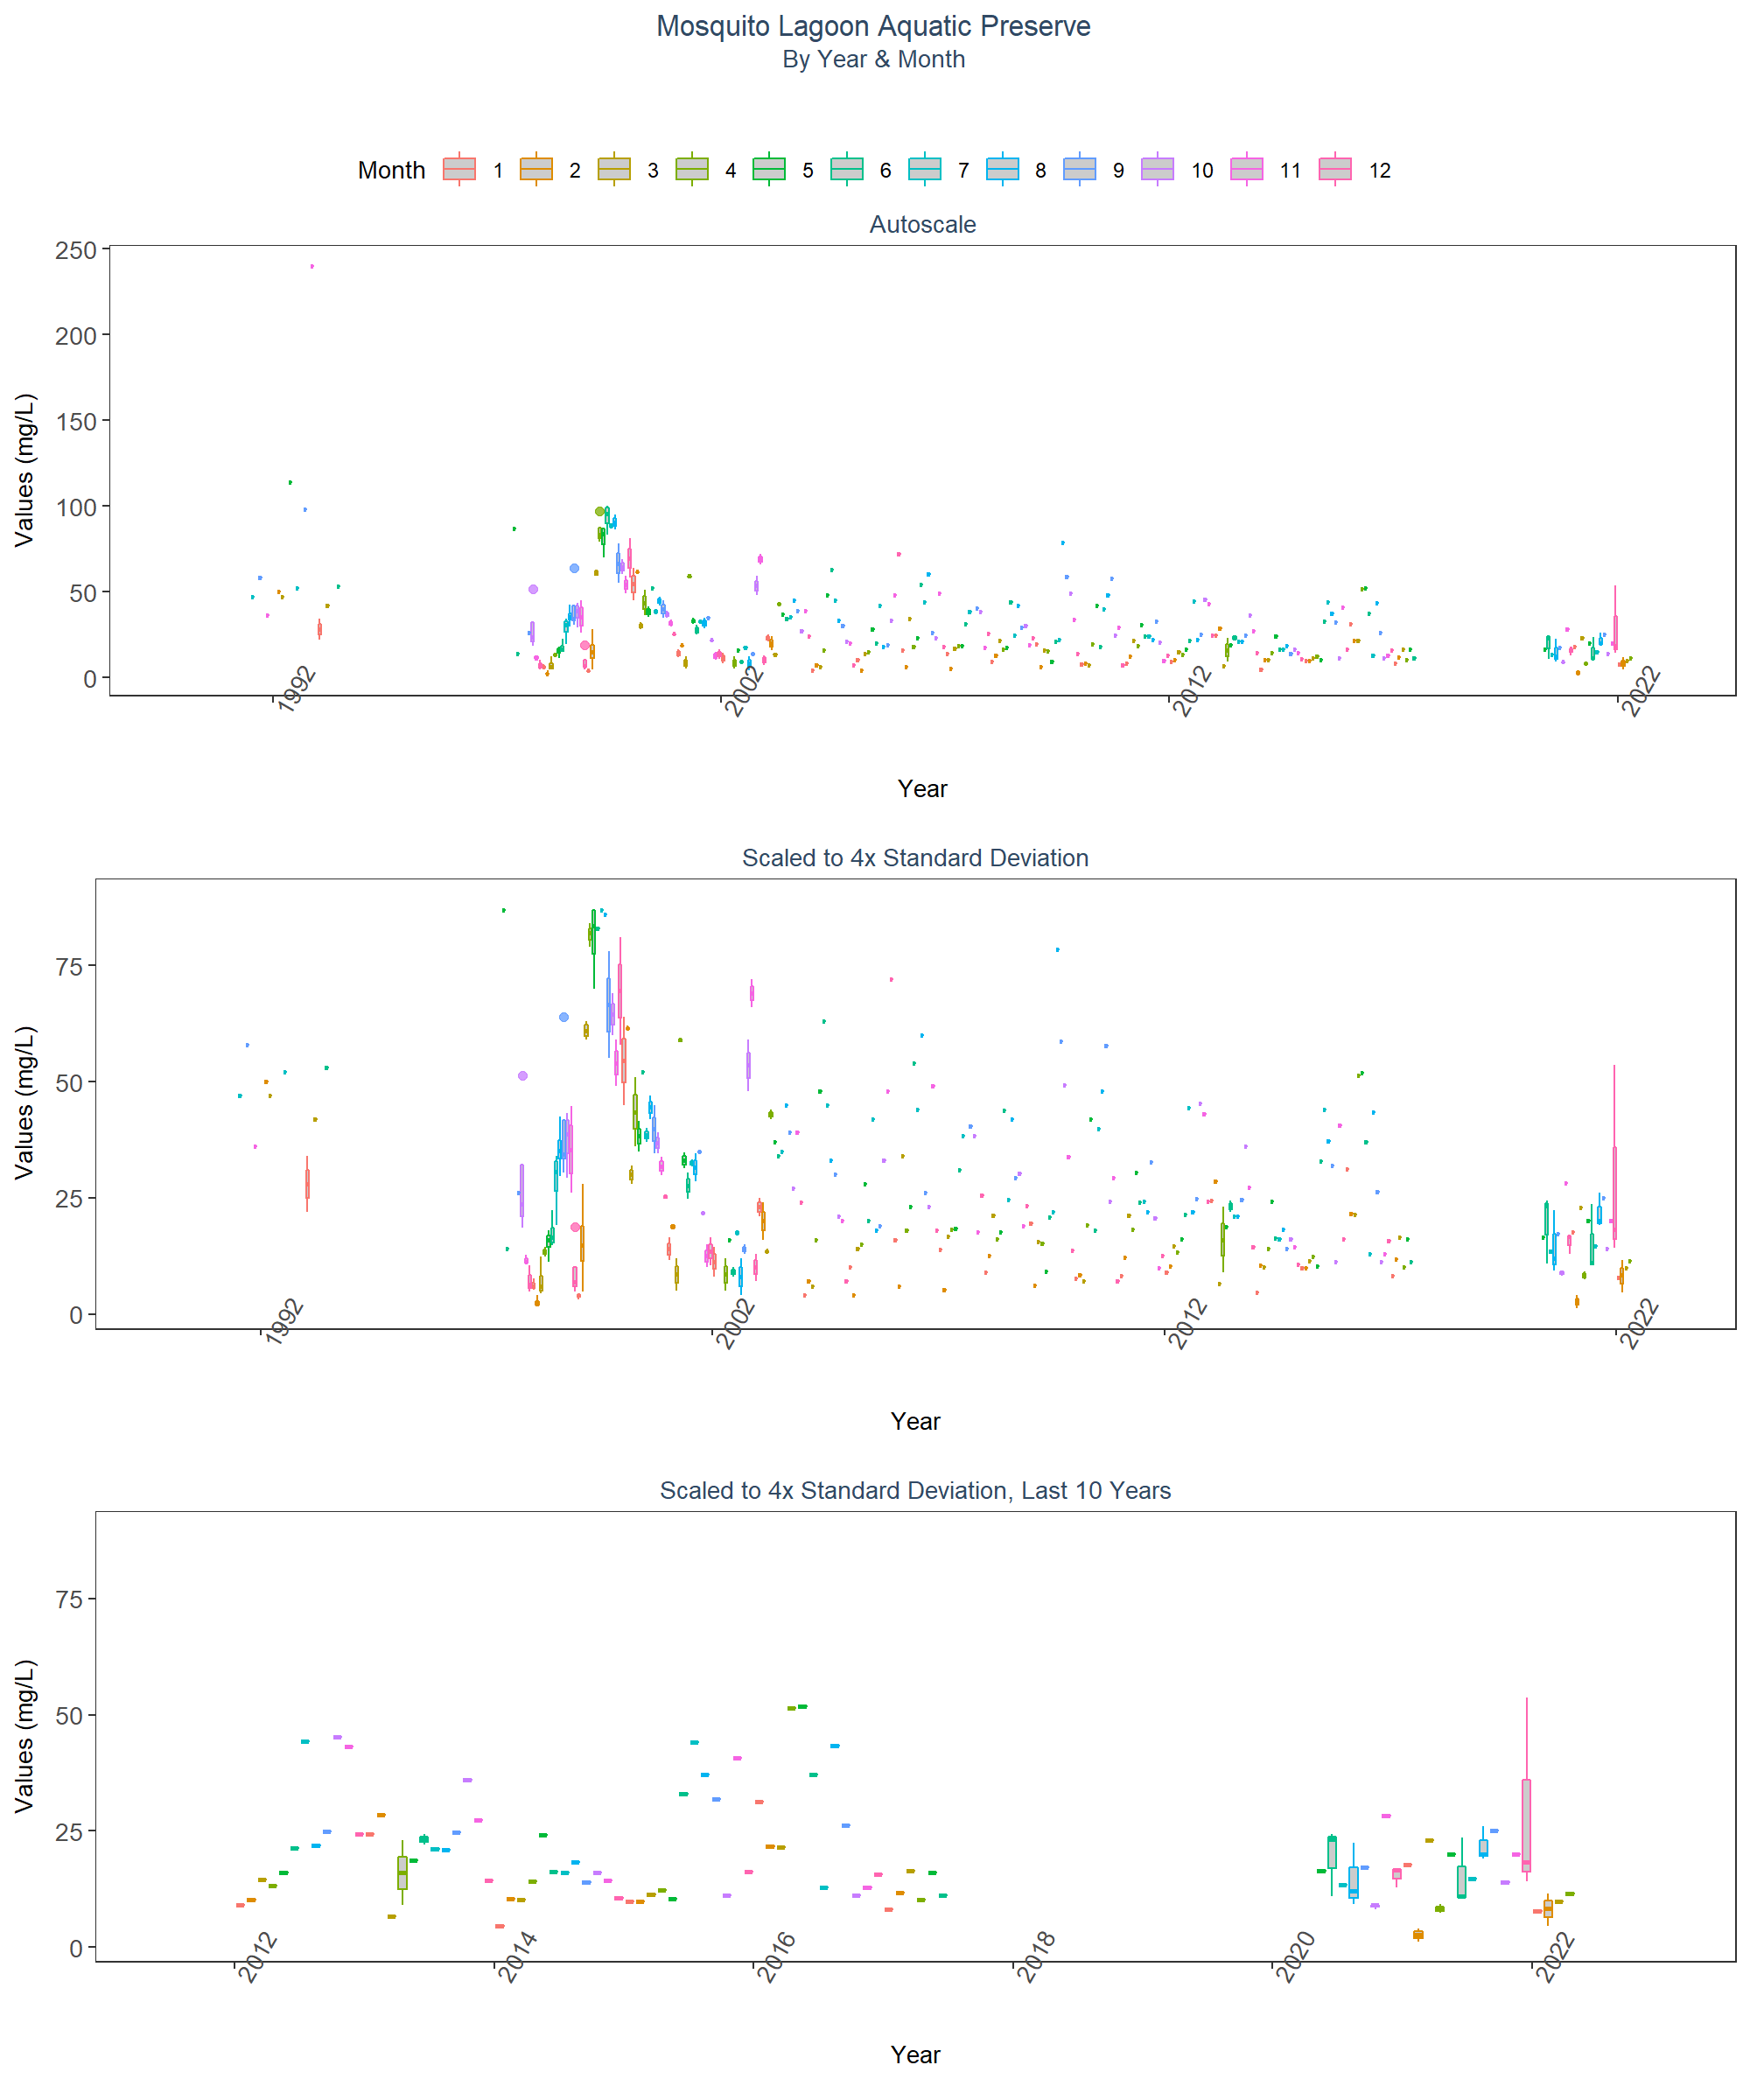 Mosquito Lagoon Aquatic Preserve
By Year & Month
Month 1 2 3 4 5 6 7 8 9 10 11 12
Autoscale
250
200
150
100
50
0
Values (mg/L)
1992 2002 2012 2022
Year
Scaled to 4x Standard Deviation
75
50
25
0
Values (mg/L)
1992 2002 2012 2022
Year
Scaled to 4x Standard Deviation, Last 10 Years
75
50
25
0
Values (mg/L)
2012 2014 2016 2018 2020 2022
Year